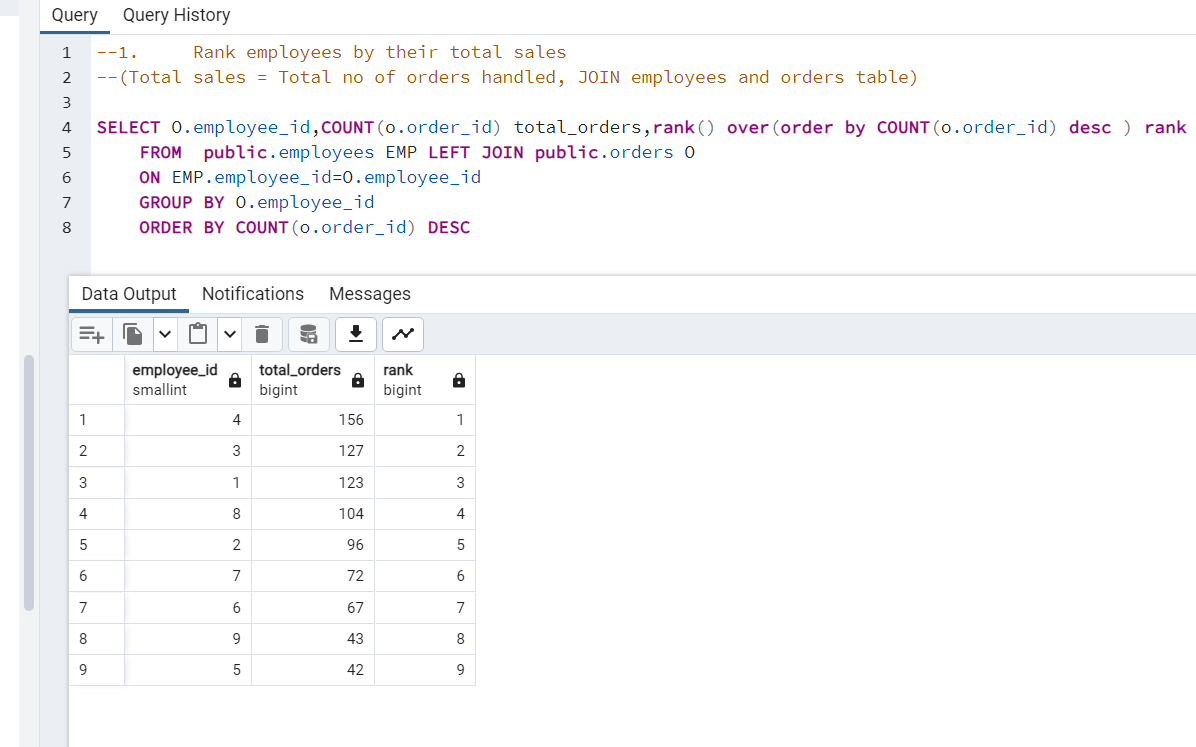 Query Query History
1 --1. Rank employees by their total sales
2 --(Total sales = Total no of orders handled, JOIN employees and orders table)
3
4 SELECT O.employee_id,COUNT(o.order_id) total_orders,rank() over(order by COUNT(o.order_id) desc ) rank
5 FROM public.employees EMP LEFT JOIN public.orders O
6 ON EMP.employee_id=O.employee_id
7 GROUP BY O.employee_id
8 ORDER BY COUNT(o.order_id) DESC
Data Output Notifications Messages
employee_id total_orders rank
smallint bigint bigint
1 4 156 1
2 3 127 2
3 1 123 3
4 8 104 4
5 2 96 5
6 7 72 6
7 6 67 7
8 9 43 8
9 5 42 9